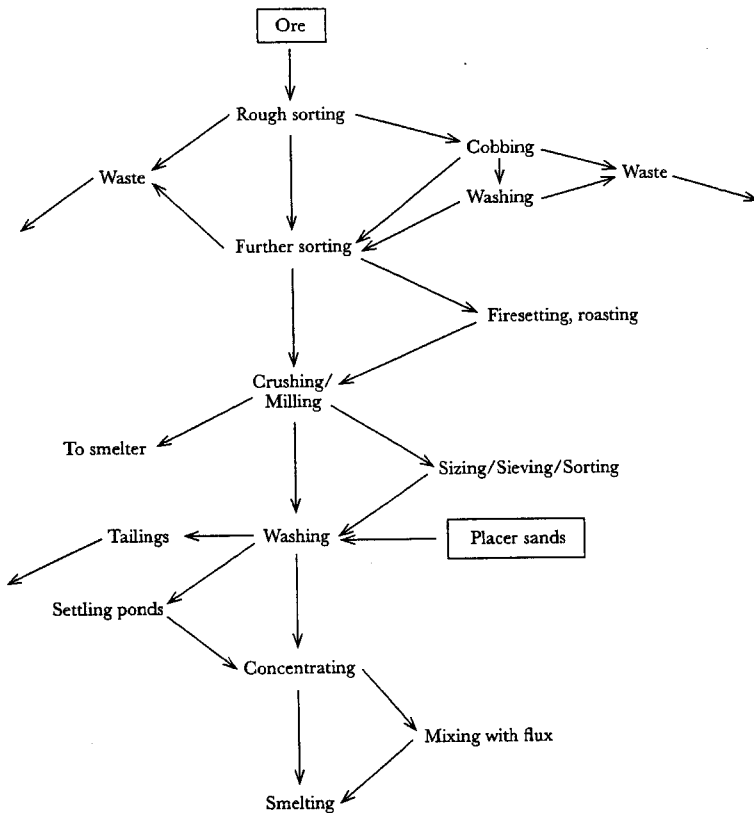 Ore
Rough sorting
Cobbing
Waste
Waste
Washing
Further sorting
Firesetting, roasting
Crushing/
Milling
To smelter
Sizing/Sieving/Sorting
Tailings
Washing
Placer sands
Settling ponds
Concentrating
Mixing with flux
Smelting